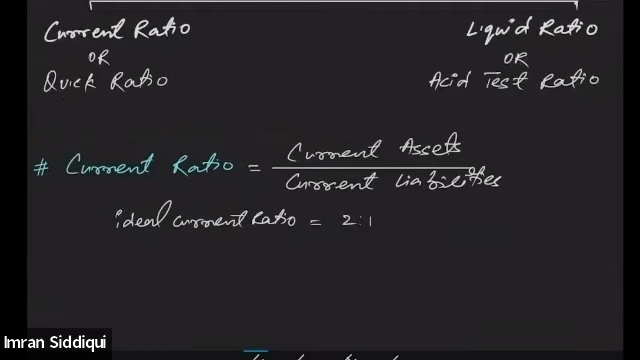 Current Ratio
OR
Quick Ratio
Liquid Ratio
OR
Acid Test Ratio
# Current Ratio = Current Assets
Current Liabilities
ideal current Ratio = 2:1
Imran Siddiqui